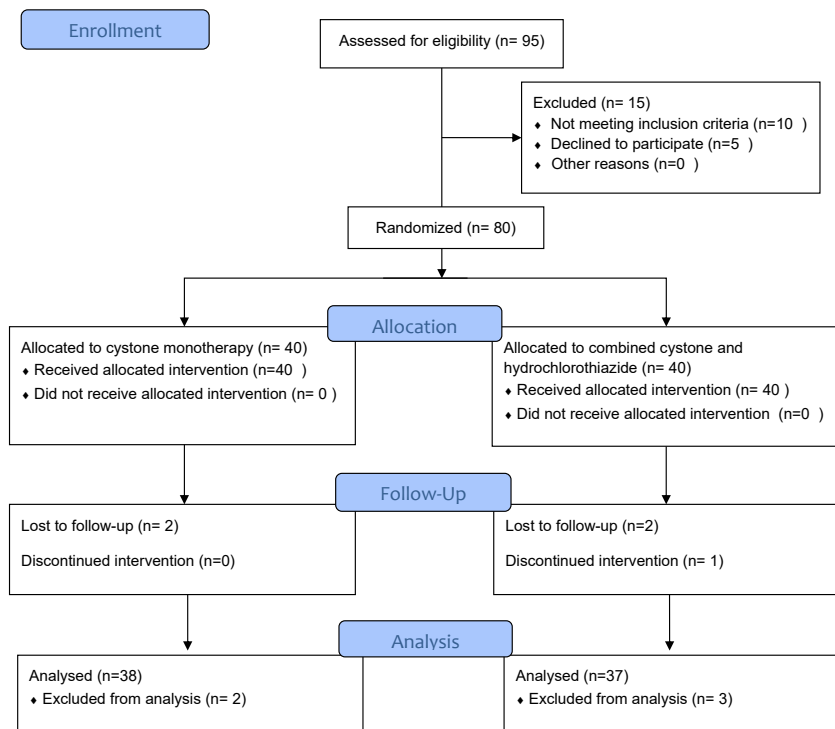 Enrollment
Assessed for eligibility (n= 95)
Excluded (n= 15)
♦ Not meeting inclusion criteria (n=10 )
♦ Declined to participate (n=5 )
♦ Other reasons (n=0 )
Randomized (n= 80)
Allocation
Allocated to cystone monotherapy (n= 40)
♦ Received allocated intervention (n=40 )
♦ Did not receive allocated intervention (n= 0 )
Allocated to combined cystone and
hydrochlorothiazide (n= 40)
♦ Received allocated intervention (n= 40 )
♦ Did not receive allocated intervention (n=0 )
Follow-Up
Lost to follow-up (n= 2)
Discontinued intervention (n=0)
Lost to follow-up (n=2)
Discontinued intervention (n= 1)
Analysis
Analysed (n=38)
♦ Excluded from analysis (n= 2)
Analysed (n=37)
♦ Excluded from analysis (n= 3)